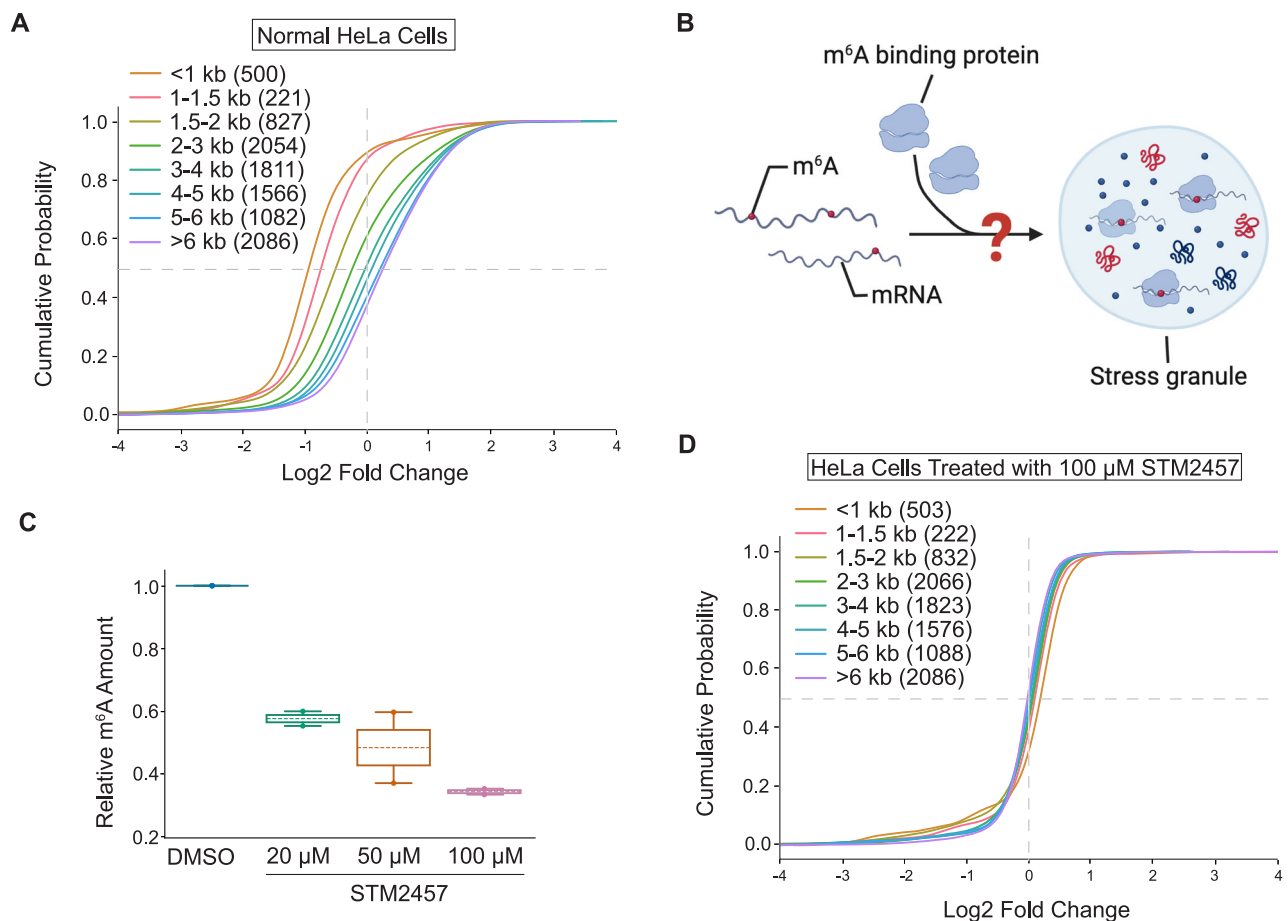 A
Normal HeLa Cells
<1 kb (500)
1-1.5 kb (221)
1.5-2 kb (827)
2-3 kb (2054)
3-4 kb (1811)
4-5 kb (1566)
5-6 kb (1082)
>6 kb (2086)
1.0
0.8
0.6
0.4
0.2
0.0
Cumulative Probability
-4
-3
-2
-1
0
1
2
3
4
Log2 Fold Change
B
m⁶A binding protein
m⁶A
mRNA
?
Stress granule
C
1.0
0.8
0.6
0.4
0.2
Relative m⁶A Amount
DMSO
20 µM
50 µM
100 µM
STM2457
D
HeLa Cells Treated with 100 µM STM2457
<1 kb (503)
1-1.5 kb (222)
1.5-2 kb (832)
2-3 kb (2066)
3-4 kb (1823)
4-5 kb (1576)
5-6 kb (1088)
>6 kb (2086)
1.0
0.8
0.6
0.4
0.2
0.0
Cumulative Probability
-4
-3
-2
-1
0
1
2
3
4
Log2 Fold Change